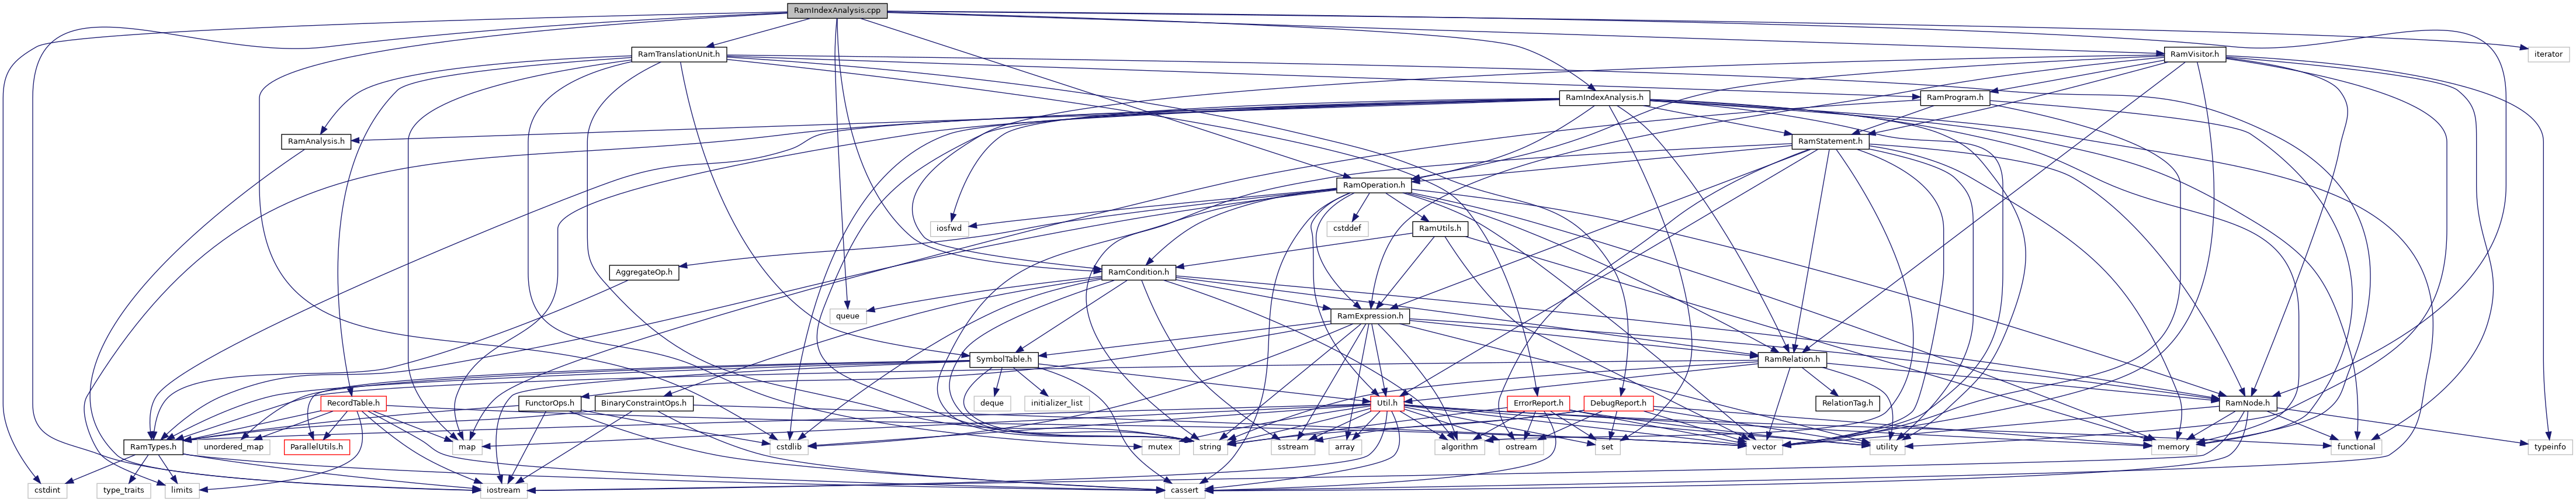 RamIndexAnalysis.cpp
RamTranslationUnit.h
RamVisitor.h
iterator
RamIndexAnalysis.h
RamProgram.h
RamAnalysis.h
RamStatement.h
RamOperation.h
iosfwd
cstddef
RamUtils.h
AggregateOp.h
RamCondition.h
queue
RamExpression.h
SymbolTable.h
RamRelation.h
RecordTable.h
deque
initializer_list
FunctorOps.h
BinaryConstraintOps.h
Util.h
ErrorReport.h
DebugReport.h
RelationTag.h
RamNode.h
RamTypes.h
unordered_map
ParallelUtils.h
map
cstdlib
mutex
string
sstream
array
algorithm
ostream
set
vector
utility
memory
functional
typeinfo
cstdint
type_traits
limits
iostream
cassert